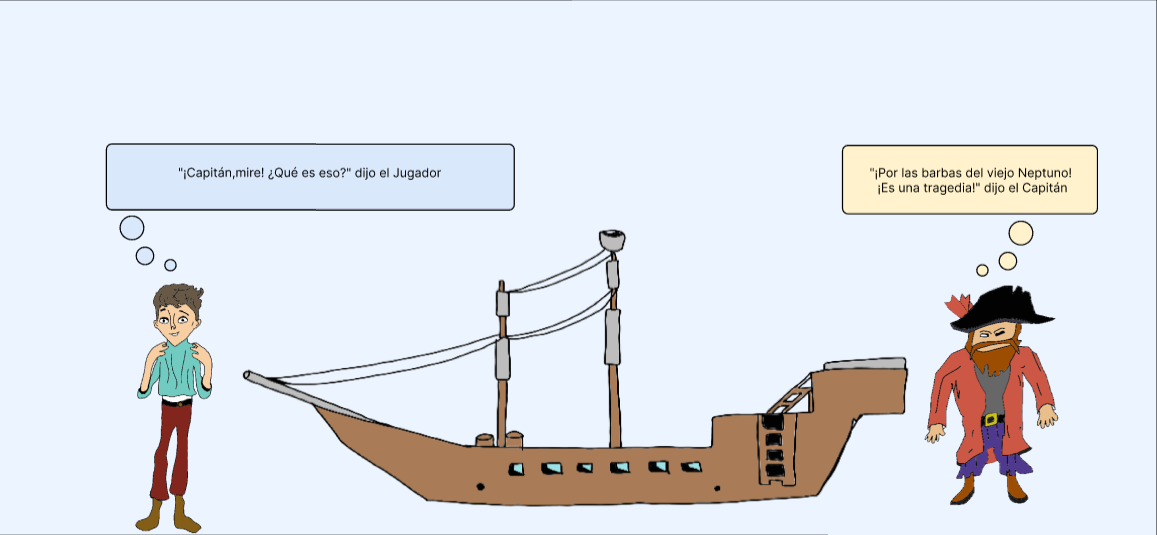 "¡Capitán,mire! ¿Qué es eso?" dijo el Jugador
"¡Por las barbas del viejo Neptuno!
¡Es una tragedia!" dijo el Capitán